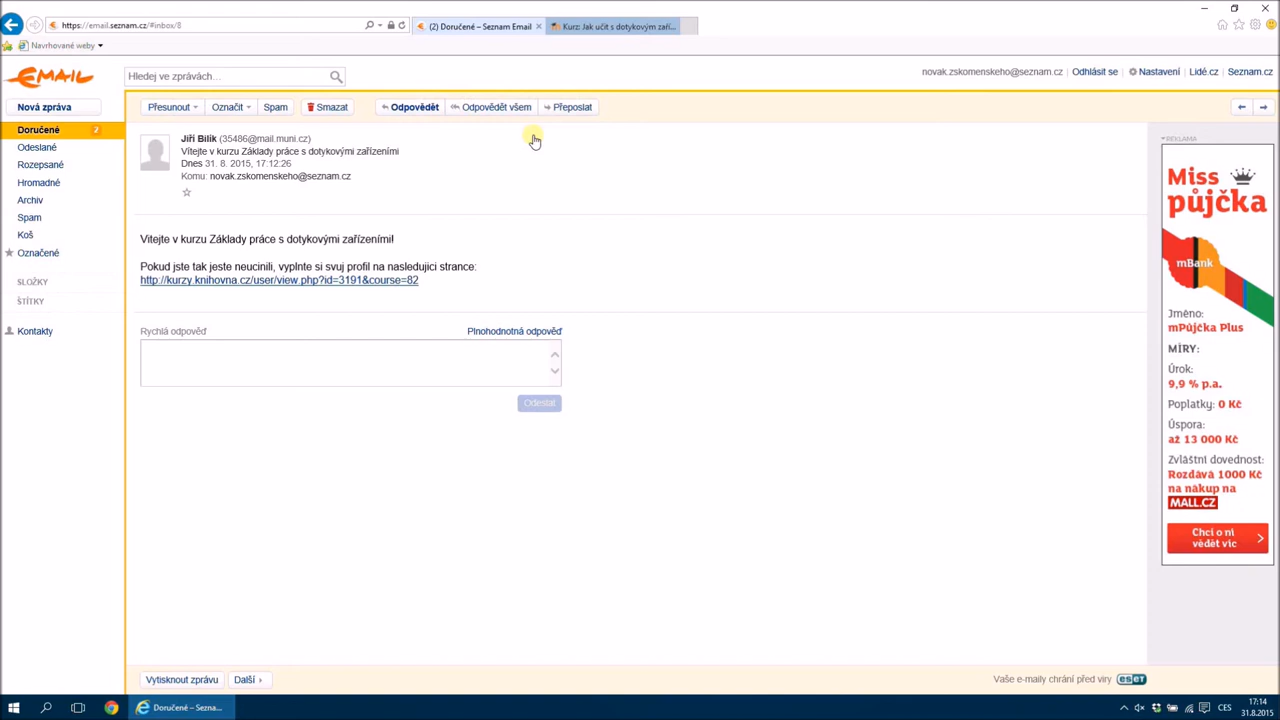 https://email.seznam.cz/#inbox/8
(2) Doručené – Seznam Email
Kurz: Jak učit s dotykovým zaří...
Navrhované weby
EMAIL
Hledej ve zprávách...
novak.zskomenskeho@seznam.cz
Odhlásit se
Nastavení
Lidé.cz
Seznam.cz
Nová zpráva
Přesunout
Označit
Spam
Smazat
Odpovědět
Odpovědět všem
Přeposlat
Doručené 2
Odeslané
Rozepsané
Hromadné
Archiv
Spam
Koš
Označené
SLOŽKY
ŠTÍTKY
Kontakty
Jiří Bilík (35486@mail.muni.cz)
Vítejte v kurzu Základy práce s dotykovými zařízeními
Dnes 31. 8. 2015, 17:12:26
Komu: novak.zskomenskeho@seznam.cz
Vitejte v kurzu Základy práce s dotykovými zařízeními!
Pokud jste tak jeste neucinili, vyplnte si svuj profil na nasledujici strance:
http://kurzy.knihovna.cz/user/view.php?id=3191&course=82
Rychlá odpověď
Plnohodnotná odpověď
Odeslat
REKLAMA
Miss
půjčka
mBank
Jméno:
mPůjčka Plus
MÍRY:
Úrok:
9,9 % p.a.
Poplatky: 0 Kč
Úspora:
až 13 000 Kč
Zvláštní dovednost:
Rozdává 1000 Kč
na nákup na
MALL.CZ
Chci o ní
vědět víc
Vytisknout zprávu
Další
Vaše e-maily chrání před viry
eset
Doručené – Sezna...
CES
17:14
31.8.2015